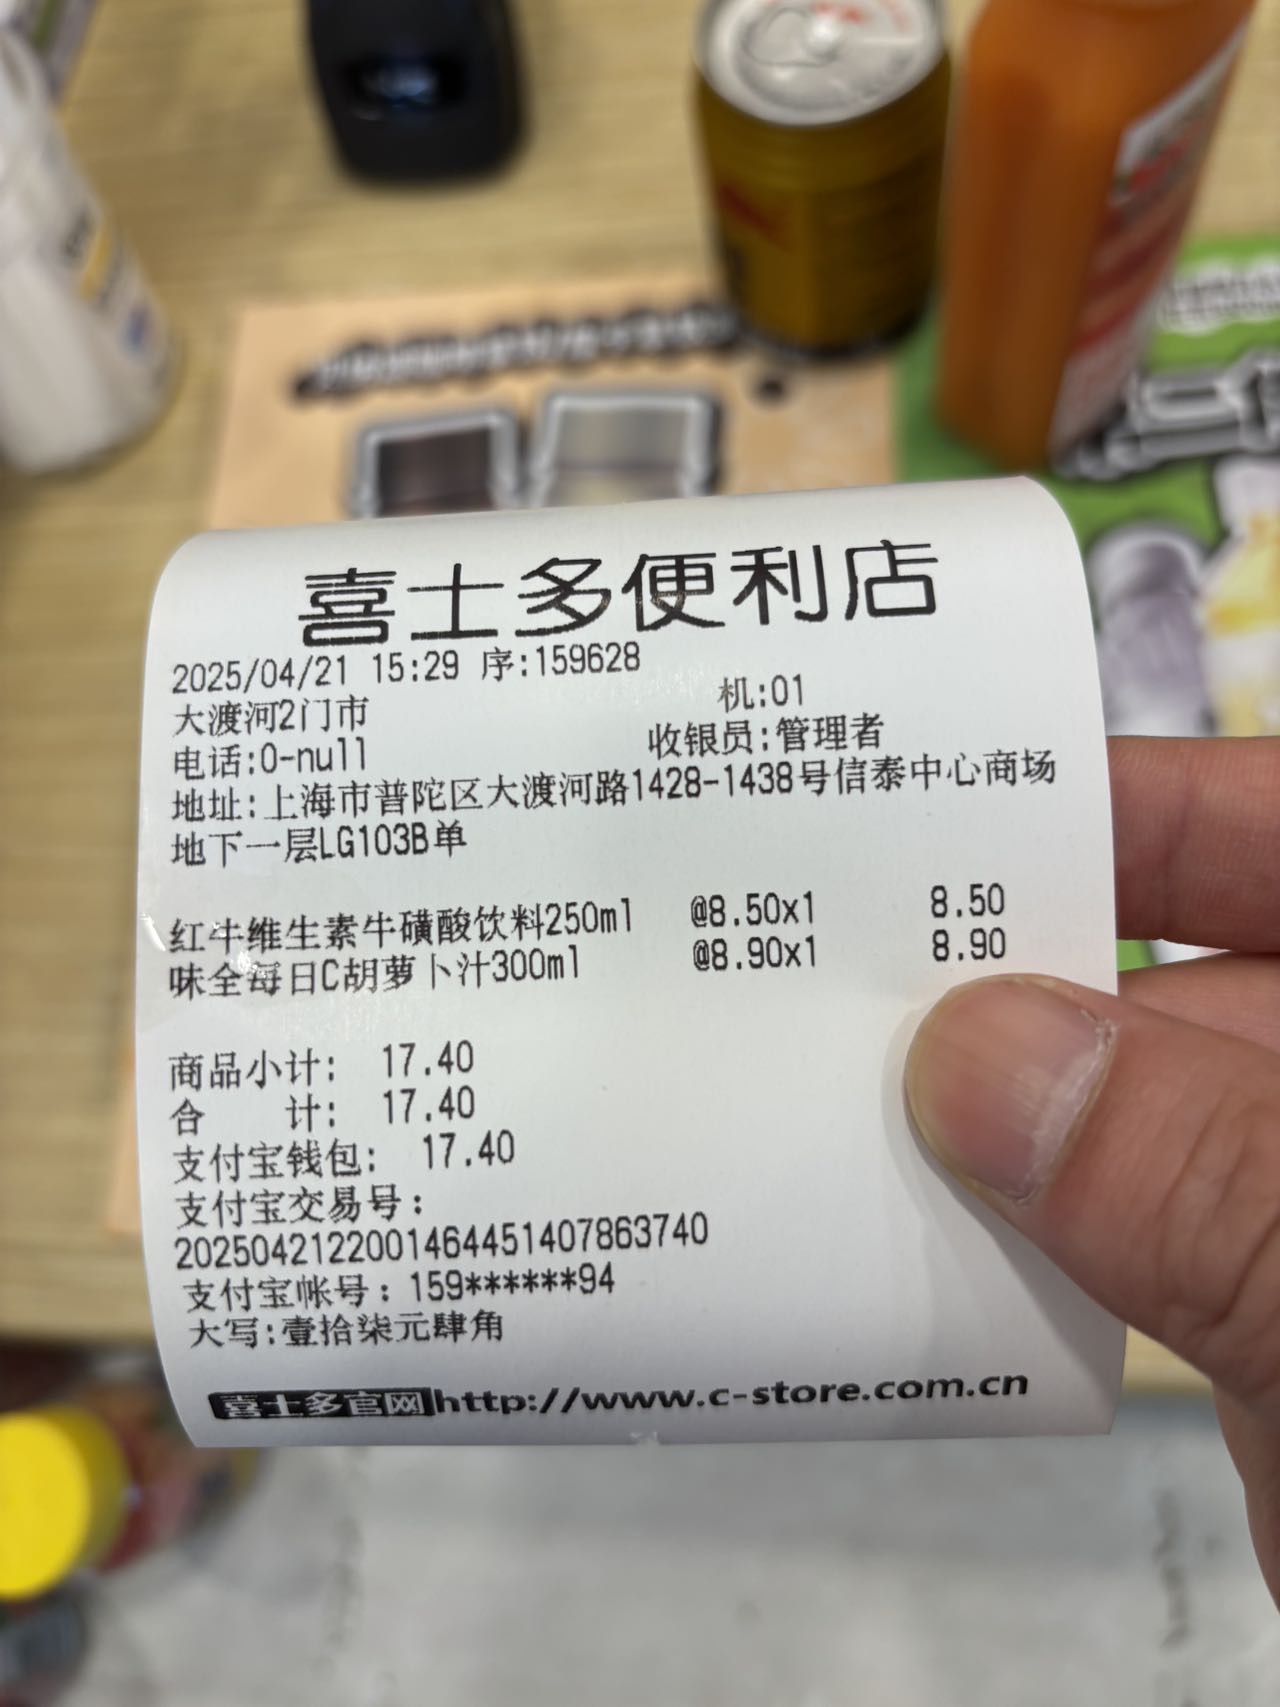 喜士多便利店
2025/04/21 15:29 序:159628
大渡河2门市 机:01
电话:0-null 收银员:管理者
地址:上海市普陀区大渡河路1428-1438号信泰中心商场
地下一层LG103B单
红牛维生素牛磺酸饮料250ml @8.50x1 8.50
味全每日C胡萝卜汁300ml @8.90x1 8.90
商品小计: 17.40
合 计: 17.40
支付宝钱包: 17.40
支付宝交易号:
2025042122001464451407863740
支付宝帐号:159******94
大写:壹拾柒元肆角
喜士多官网http://www.c-store.com.cn